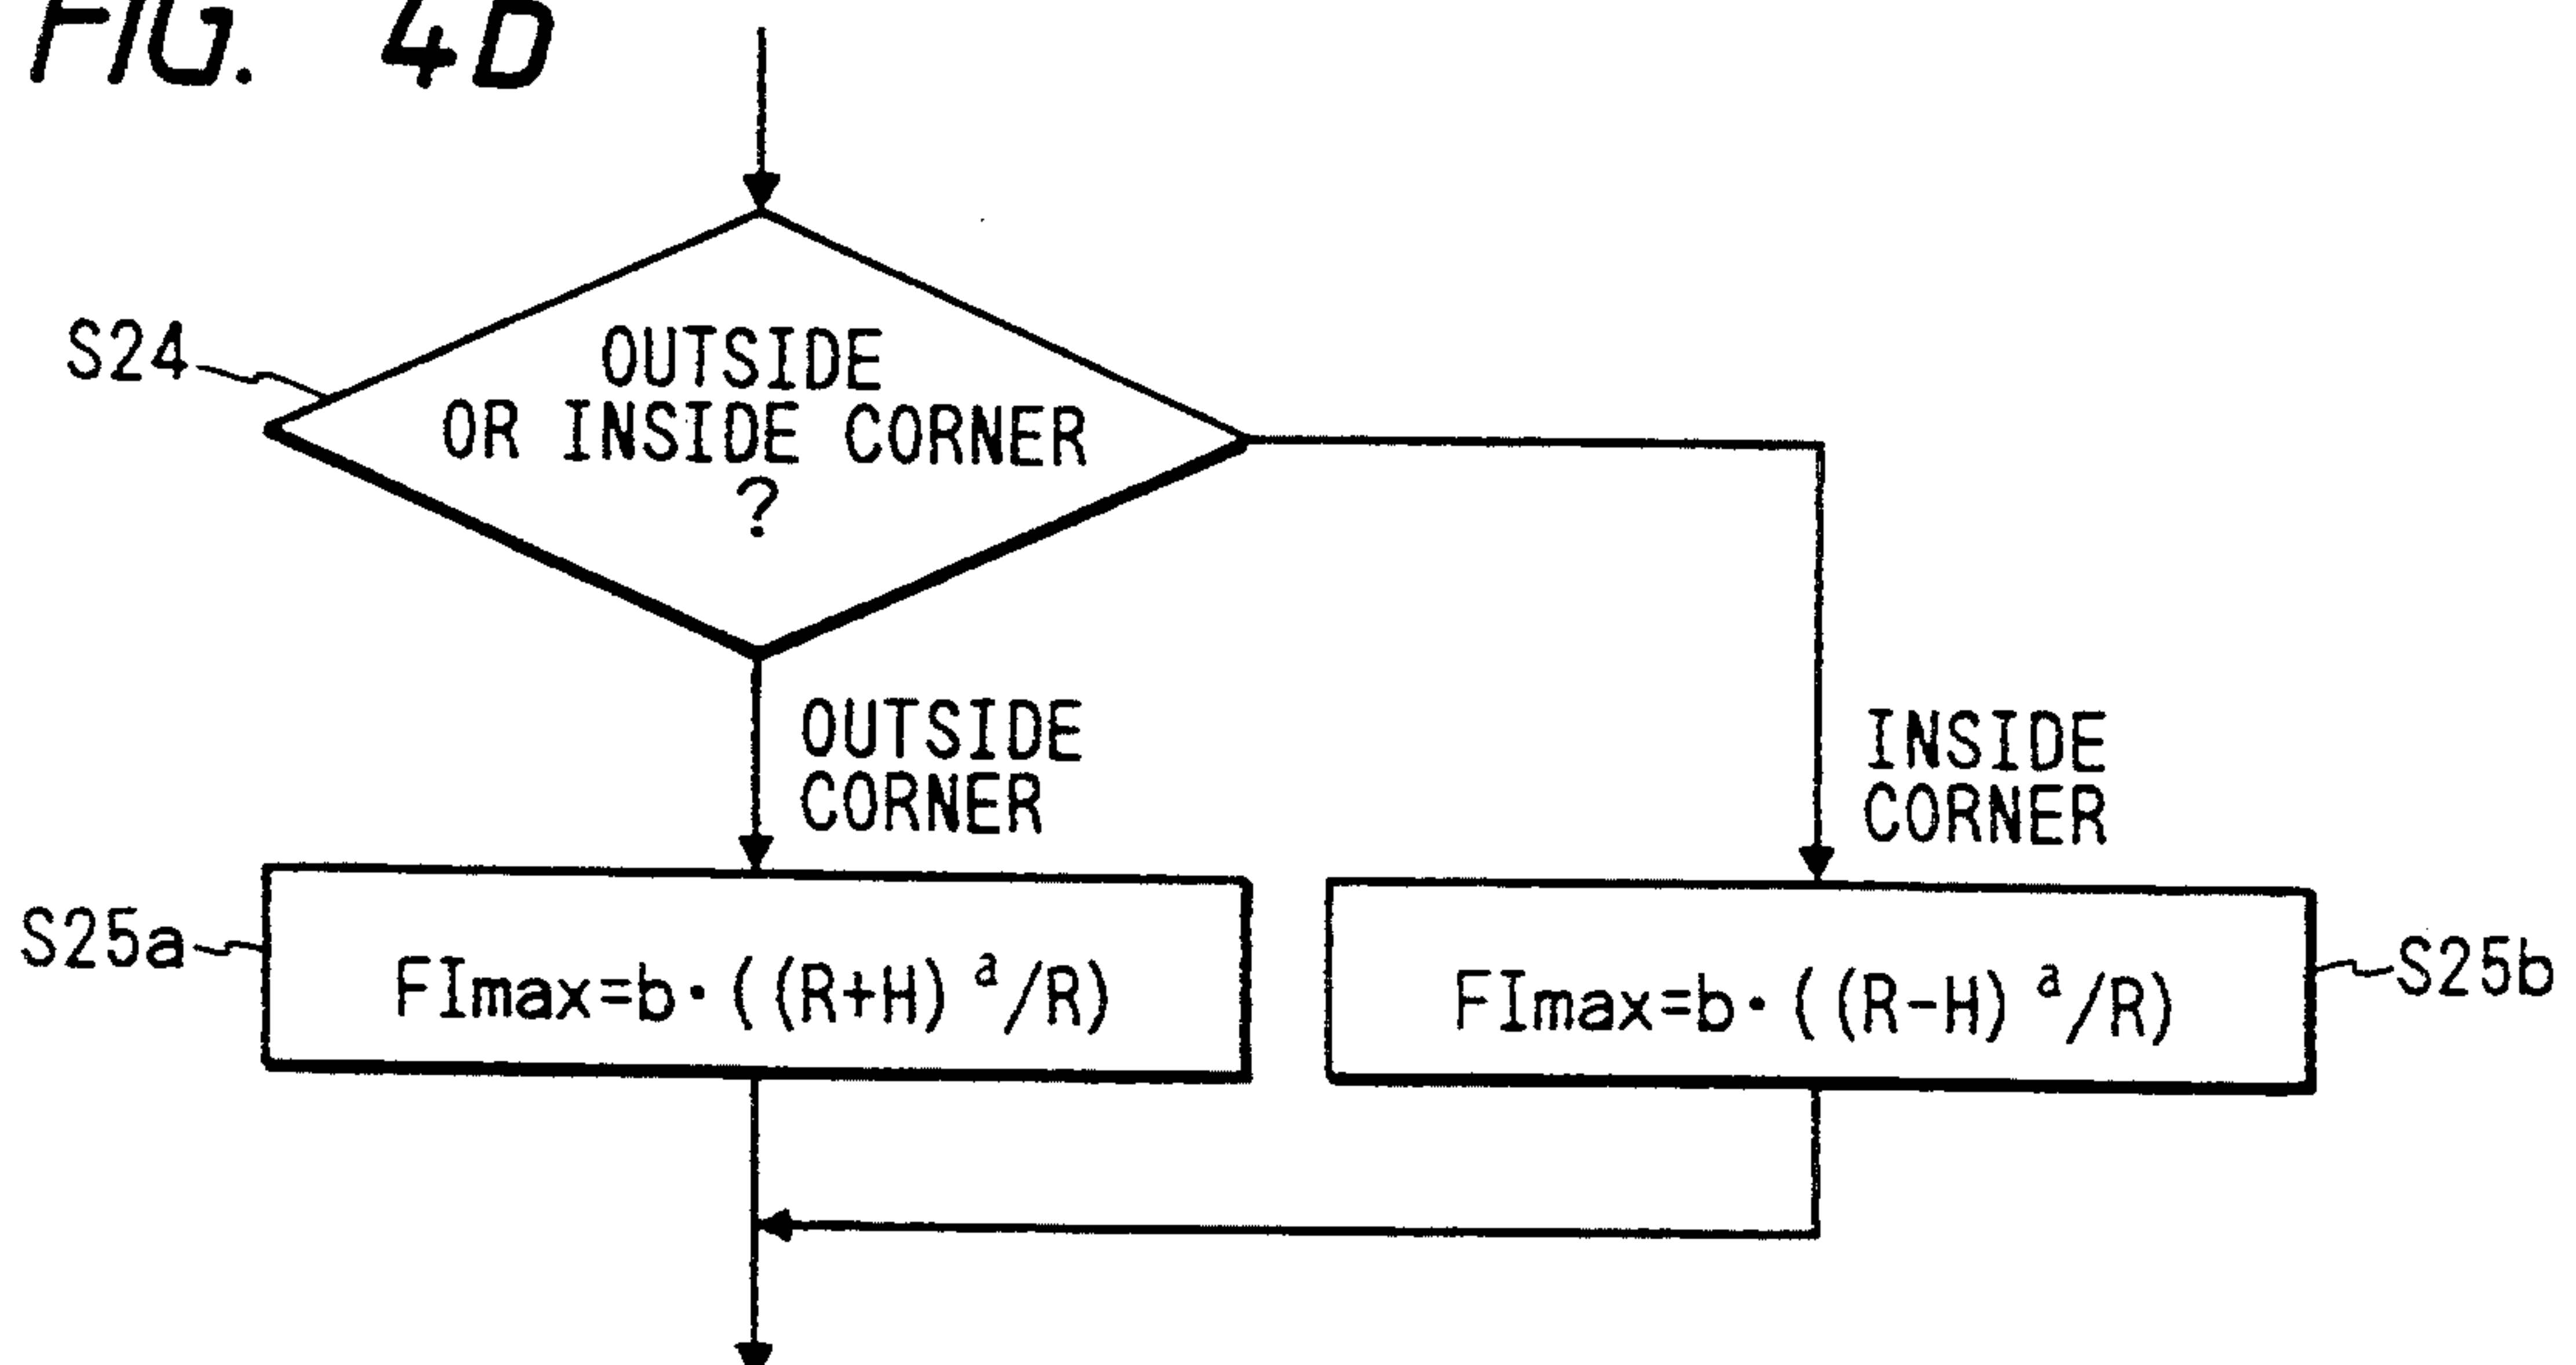 FIG. 4b
S24
OUTSIDE
OR INSIDE CORNER
?
OUTSIDE
CORNER
INSIDE
CORNER
S25a
FImax=b·((R+H)ᵃ/R)
FImax=b·((R-H)ᵃ/R)
S25b